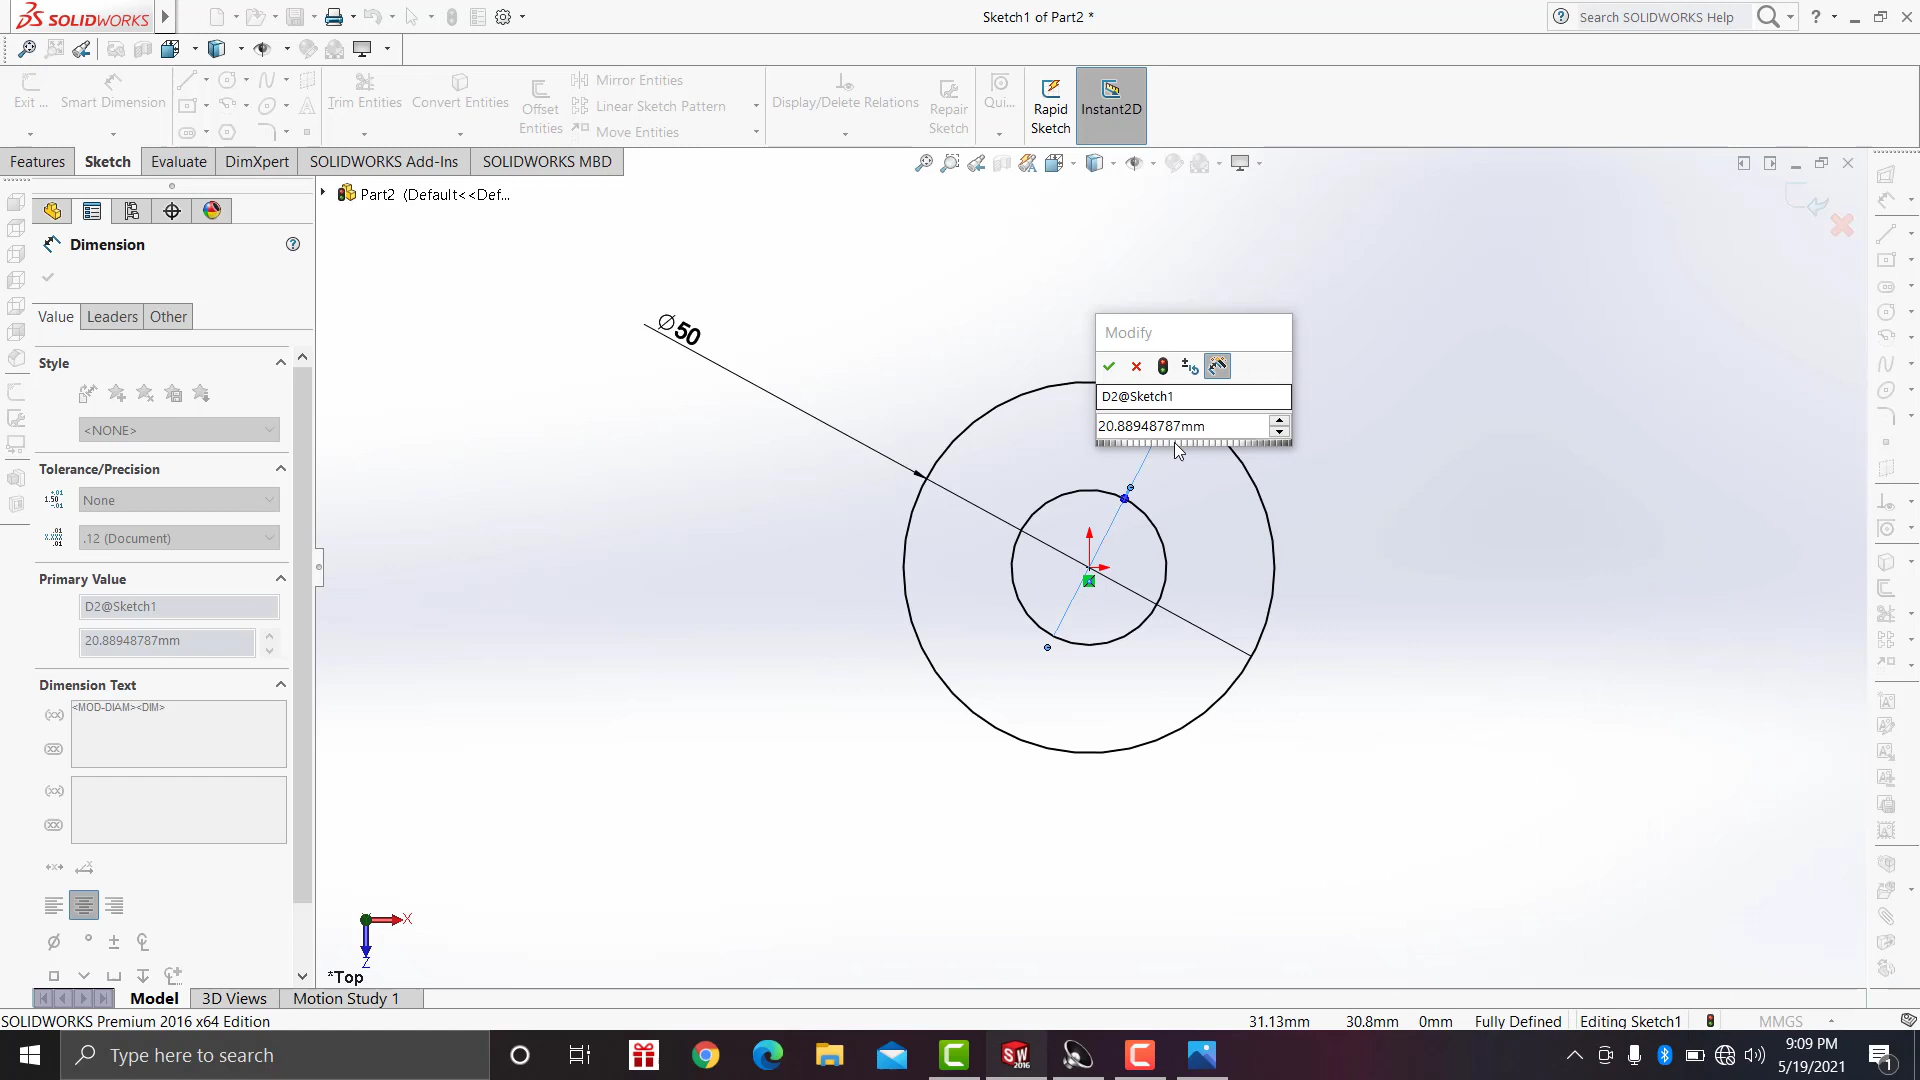 SOLIDWORKS
Sketch1 of Part2 *
Search SOLIDWORKS Help
?
Exit ...
Smart Dimension
Trim Entities
Convert Entities
Offset
Entities
Mirror Entities
Linear Sketch Pattern
Move Entities
Display/Delete Relations
Repair
Sketch
Qui...
Rapid
Sketch
Instant2D
Features
Sketch
Evaluate
DimXpert
SOLIDWORKS Add-Ins
SOLIDWORKS MBD
Part2 (Default<<Def...
Dimension
Value
Leaders
Other
Style
<NONE>
Tolerance/Precision
None
.12 (Document)
Primary Value
D2@Sketch1
20.88948787mm
Dimension Text
<MOD-DIAM><DIM>
∅50
Modify
D2@Sketch1
20.88948787mm
X
Z
*Top
Model
3D Views
Motion Study 1
SOLIDWORKS Premium 2016 x64 Edition
31.13mm
30.8mm
0mm
Fully Defined
Editing Sketch1
MMGS
Type here to search
SW
2016
9:09 PM
5/19/2021
1